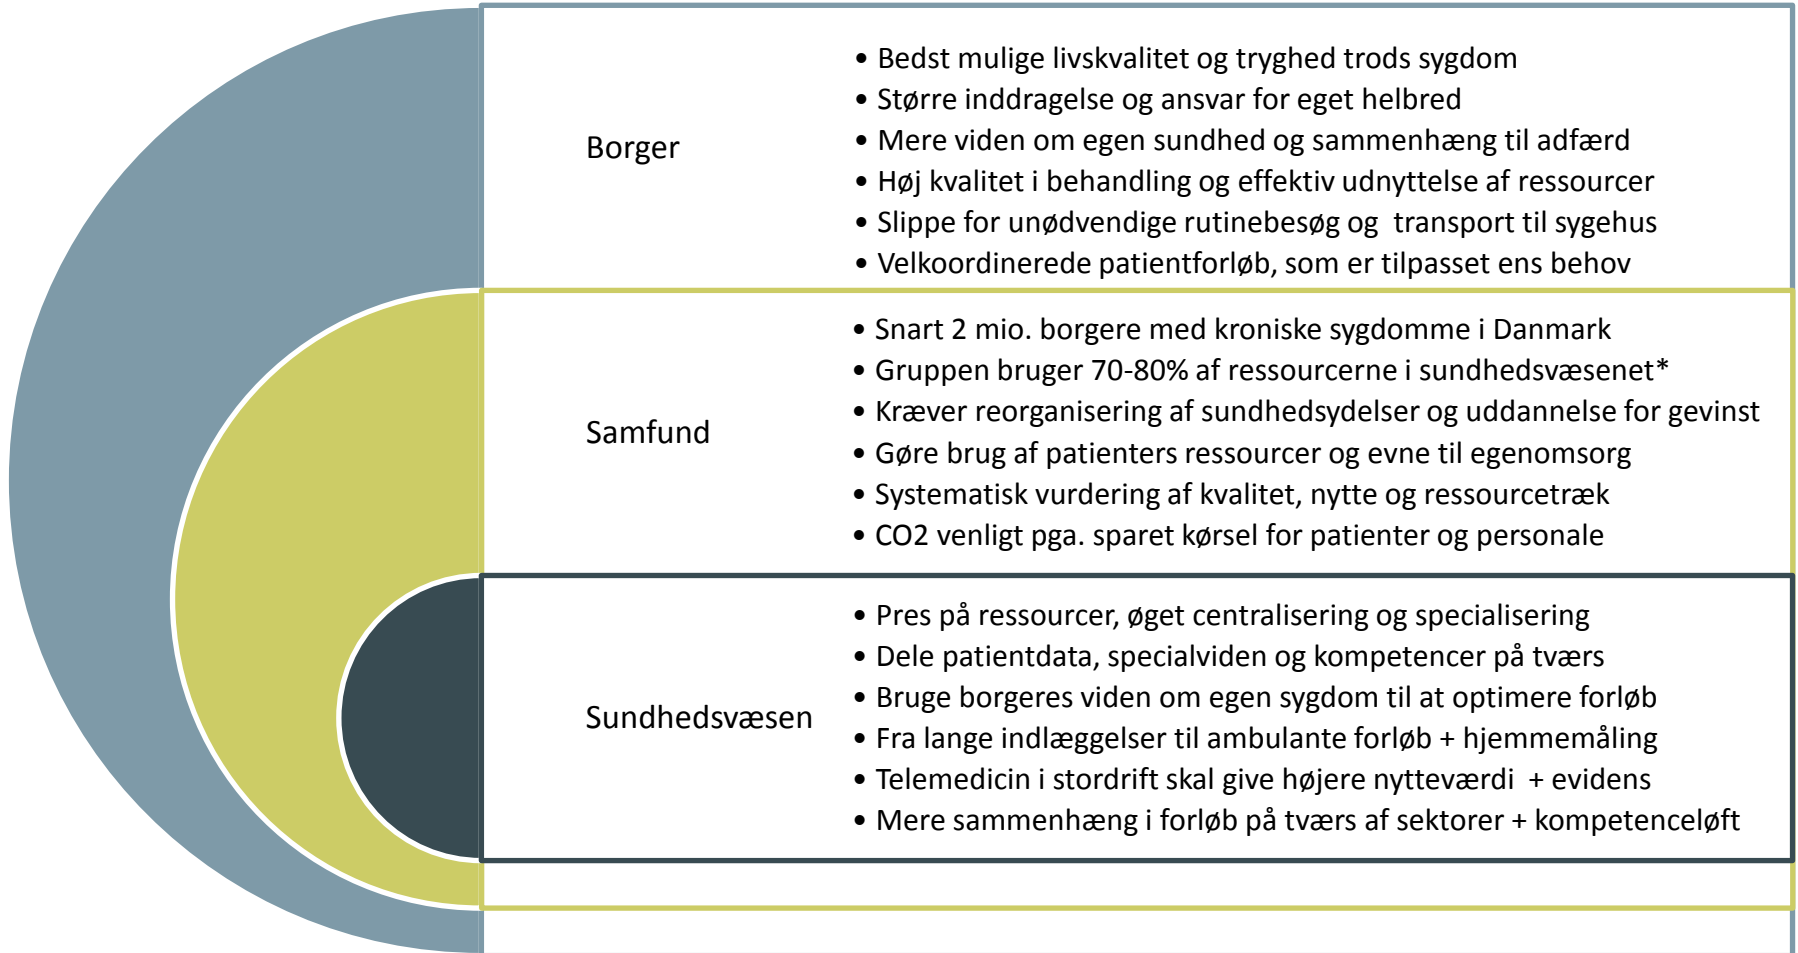 Borger
• Bedst mulige livskvalitet og tryghed trods sygdom
• Større inddragelse og ansvar for eget helbred
• Mere viden om egen sundhed og sammenhæng til adfærd
• Høj kvalitet i behandling og effektiv udnyttelse af ressourcer
• Slippe for unødvendige rutinebesøg og  transport til sygehus
• Velkoordinerede patientforløb, som er tilpasset ens behov
Samfund
• Snart 2 mio. borgere med kroniske sygdomme i Danmark
• Gruppen bruger 70-80% af ressourcerne i sundhedsvæsenet*
• Kræver reorganisering af sundhedsydelser og uddannelse for gevinst
• Gøre brug af patienters ressourcer og evne til egenomsorg
• Systematisk vurdering af kvalitet, nytte og ressourcetræk
• CO2 venligt pga. sparet kørsel for patienter og personale
Sundhedsvæsen
• Pres på ressourcer, øget centralisering og specialisering
• Dele patientdata, specialviden og kompetencer på tværs
• Bruge borgeres viden om egen sygdom til at optimere forløb
• Fra lange indlæggelser til ambulante forløb + hjemmemåling
• Telemedicin i stordrift skal give højere nytteværdi  + evidens
• Mere sammenhæng i forløb på tværs af sektorer + kompetenceløft